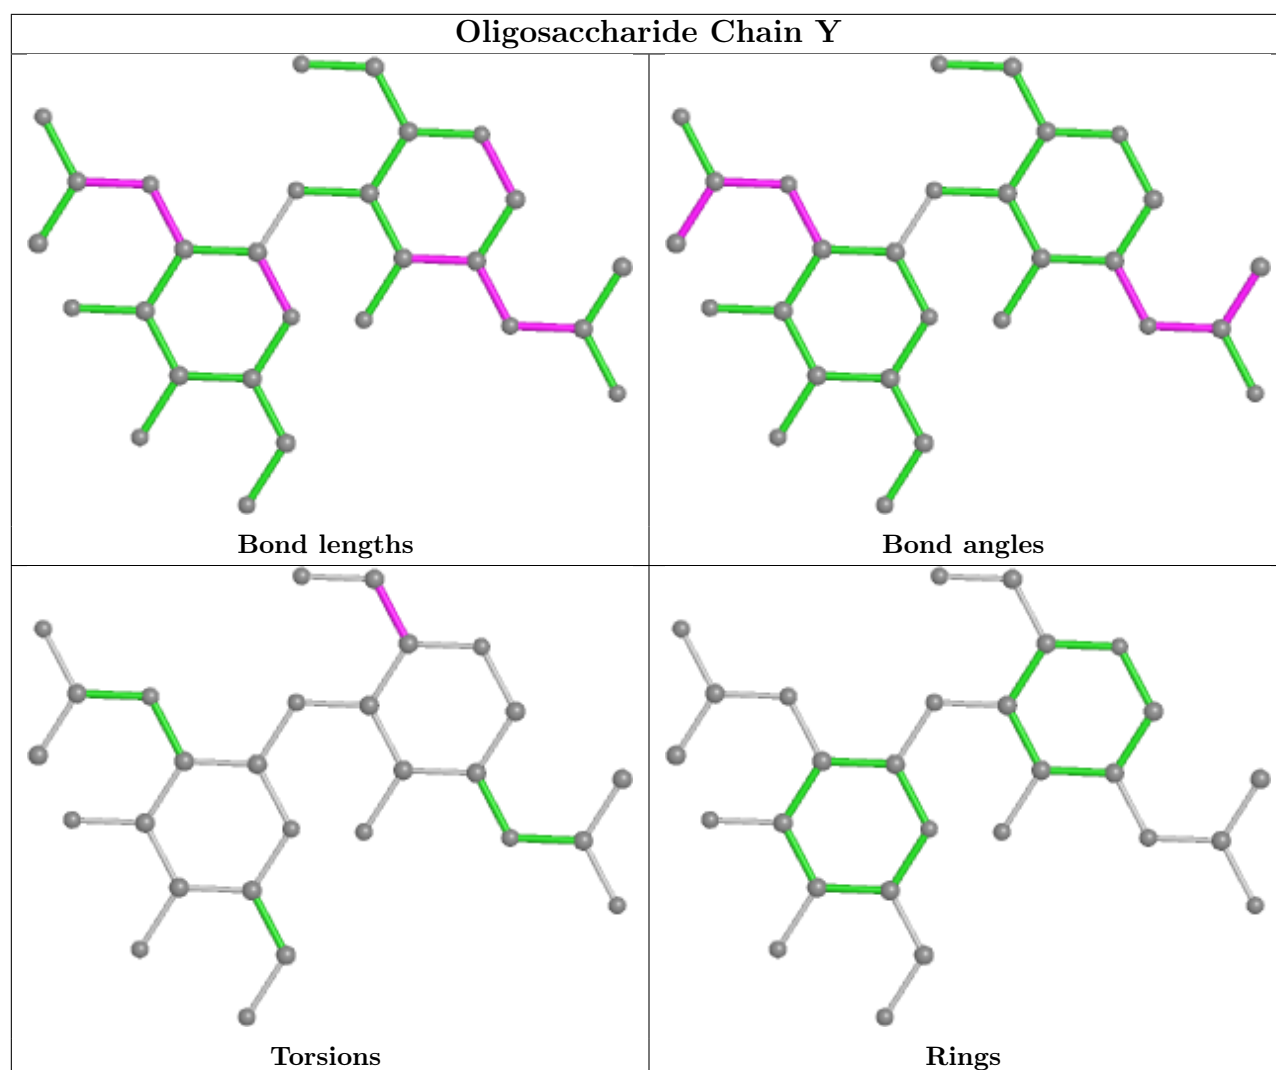 Oligosaccharide Chain Y
Bond lengths
Bond angles
Torsions
Rings